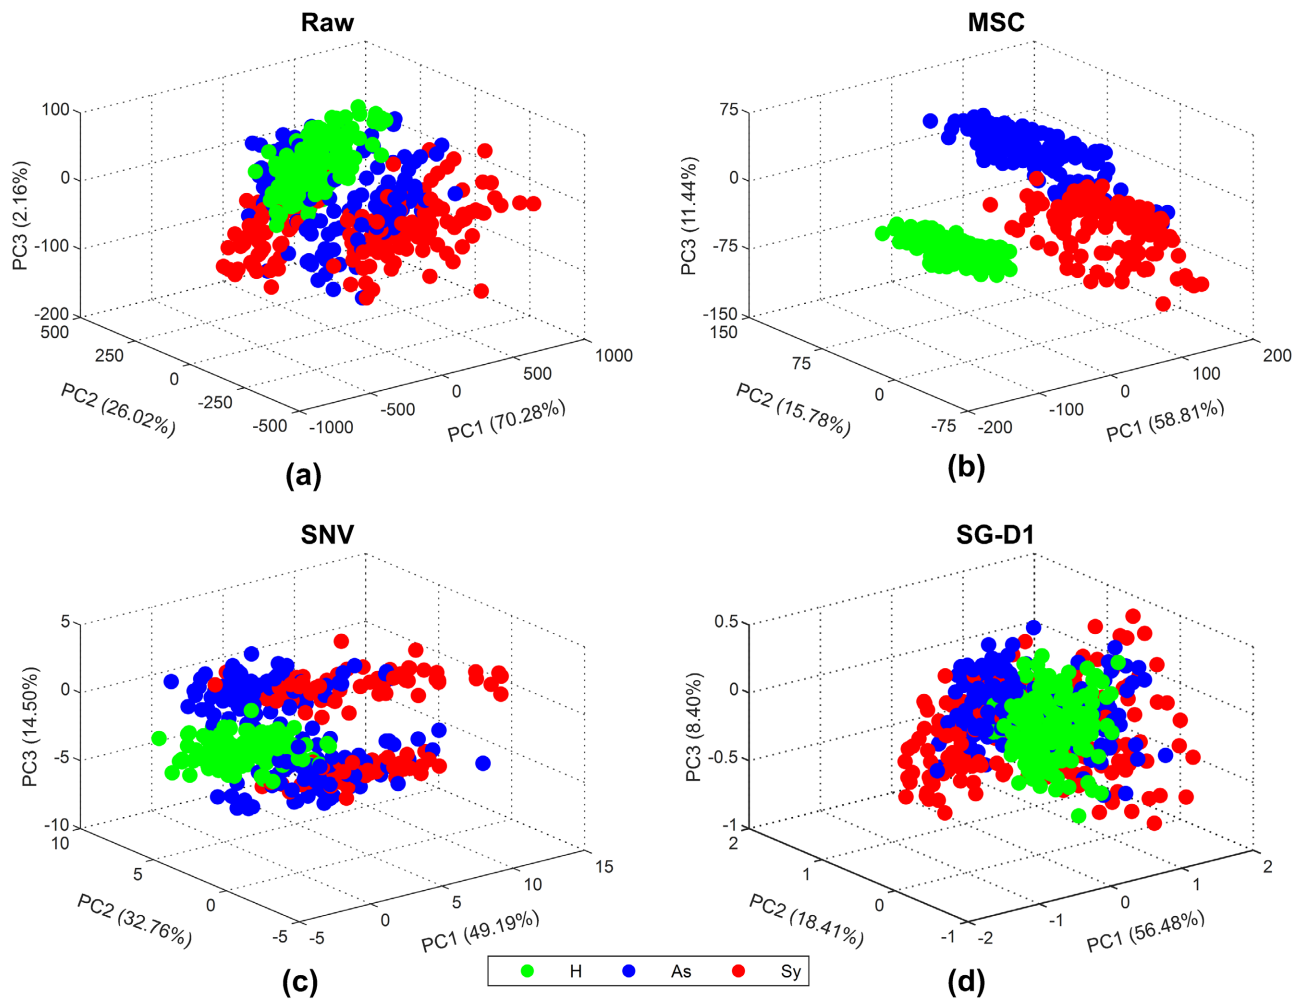 Raw
100
0
-100
-200
PC3 (2.16%)
500
250
0
-250
-500
PC2 (26.02%)
-1000
-500
0
500
1000
PC1 (70.28%)
(a)
MSC
75
0
-75
-150
PC3 (11.44%)
150
75
0
-75
PC2 (15.78%)
-200
-100
0
100
200
PC1 (58.81%)
(b)
SNV
5
0
-5
-10
PC3 (14.50%)
10
5
0
-5
PC2 (32.76%)
-5
0
5
10
15
PC1 (49.19%)
(c)
SG-D1
0.5
0
-0.5
-1
PC3 (8.40%)
2
1
0
-1
PC2 (18.41%)
-2
-1
0
1
2
PC1 (56.48%)
(d)
H As Sy